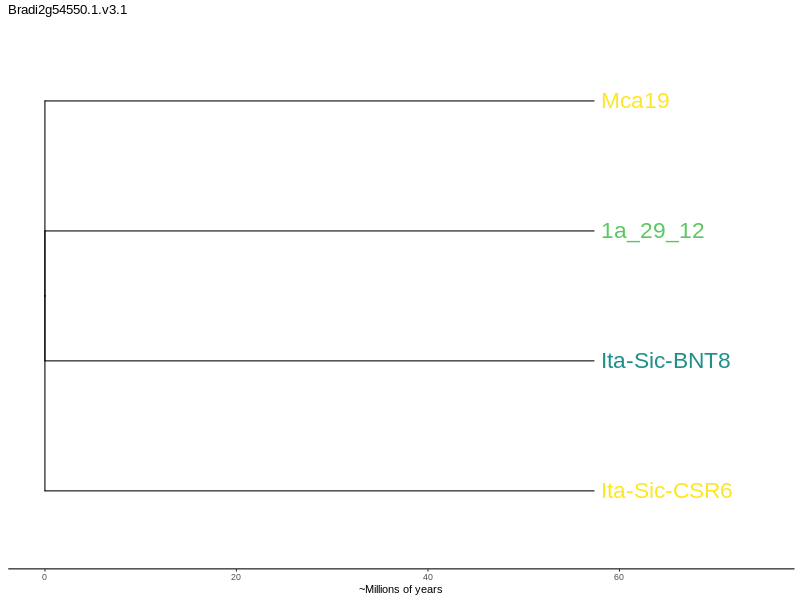 Bradi2g54550.1.v3.1
Mca19
1a_29_12
Ita-Sic-BNT8
Ita-Sic-CSR6
0 20 40 60
~Millions of years